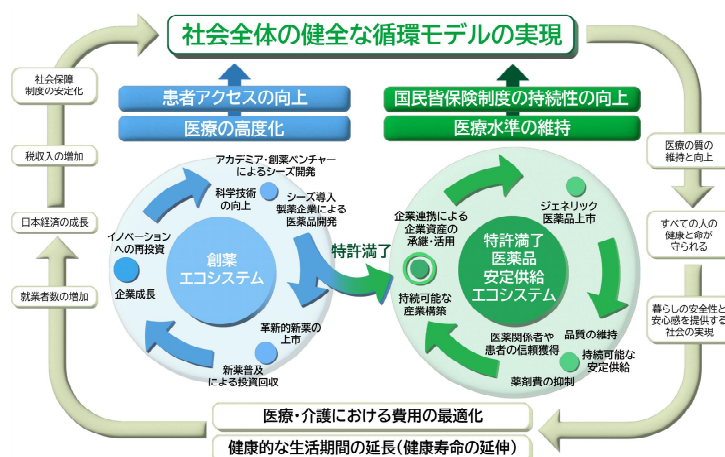 社会全体の健全な循環モデルの実現
患者アクセスの向上
医療の高度化
国民皆保険制度の持続性の向上
医療水準の維持
社会保障
制度の安定化
税収入の増加
日本経済の成長
就業者数の増加
アカデミア・創薬ベンチャー
によるシーズ開発
科学技術
の向上
シーズ導入
製薬企業による
医薬品開発
イノベーション
への再投資
創薬
エコシステム
企業成長
革新的新薬の
上市
新薬普及
による投資回収
特許満了
企業連携による
企業資産の
承継・活用
ジェネリック
医薬品上市
特許満了
医薬品
安定供給
エコシステム
持続可能な
産業構築
医薬関係者や
患者の信頼獲得
品質の維持
持続可能な
安定供給
薬剤費の抑制
医療の質の
維持と向上
すべての人の
健康と命が
守られる
暮らしの安全性と
安心感を提供する
社会の実現
医療・介護における費用の最適化
健康的な生活期間の延長(健康寿命の延伸)